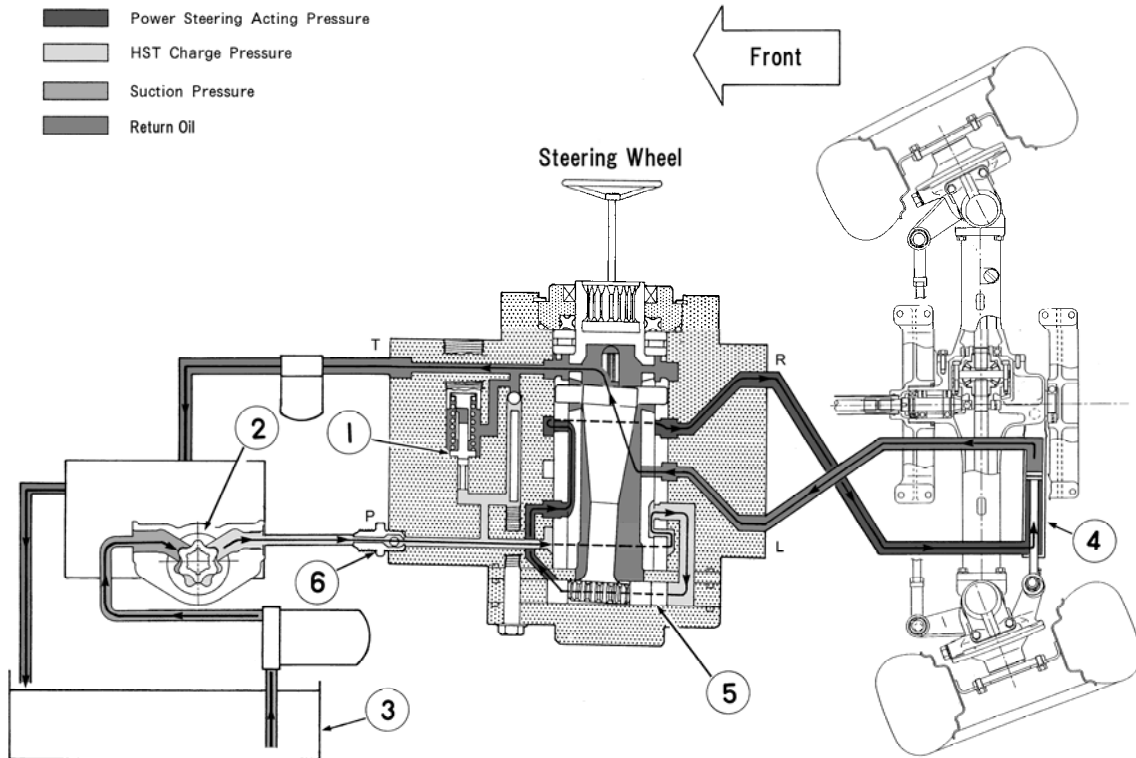 Power Steering Acting Pressure
HST Charge Pressure
Suction Pressure
Return Oil
Front
Steering Wheel
T
R
2
1
P
L
4
6
5
3